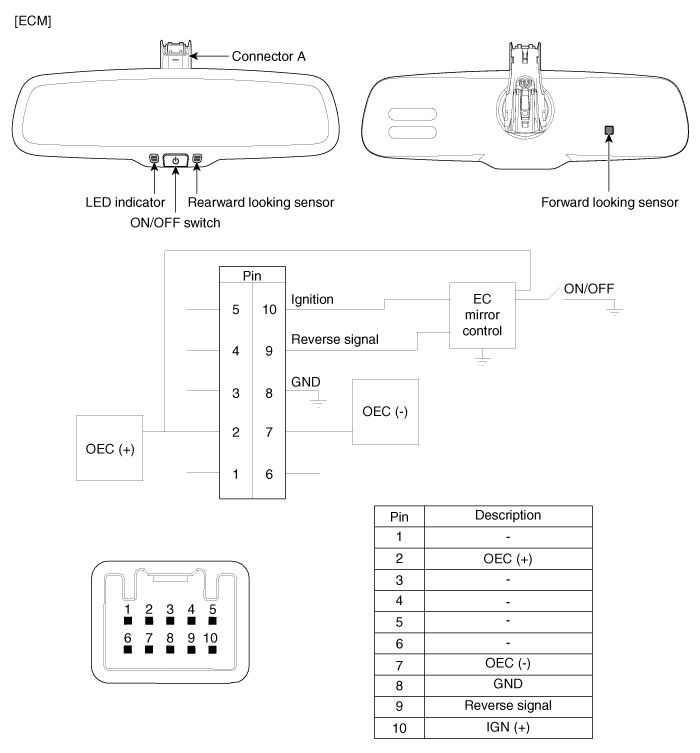 [ECM]
Connector A
LED indicator
Rearward looking sensor
ON/OFF switch
Forward looking sensor
Pin
5 10
4 9
3 8
2 7
1 6
Ignition
Reverse signal
GND
EC
mirror
control
ON/OFF
OEC (+)
OEC (-)
1 2 3 4 5
6 7 8 9 10
Pin Description
1 -
2 OEC (+)
3 -
4 -
5 -
6 -
7 OEC (-)
8 GND
9 Reverse signal
10 IGN (+)